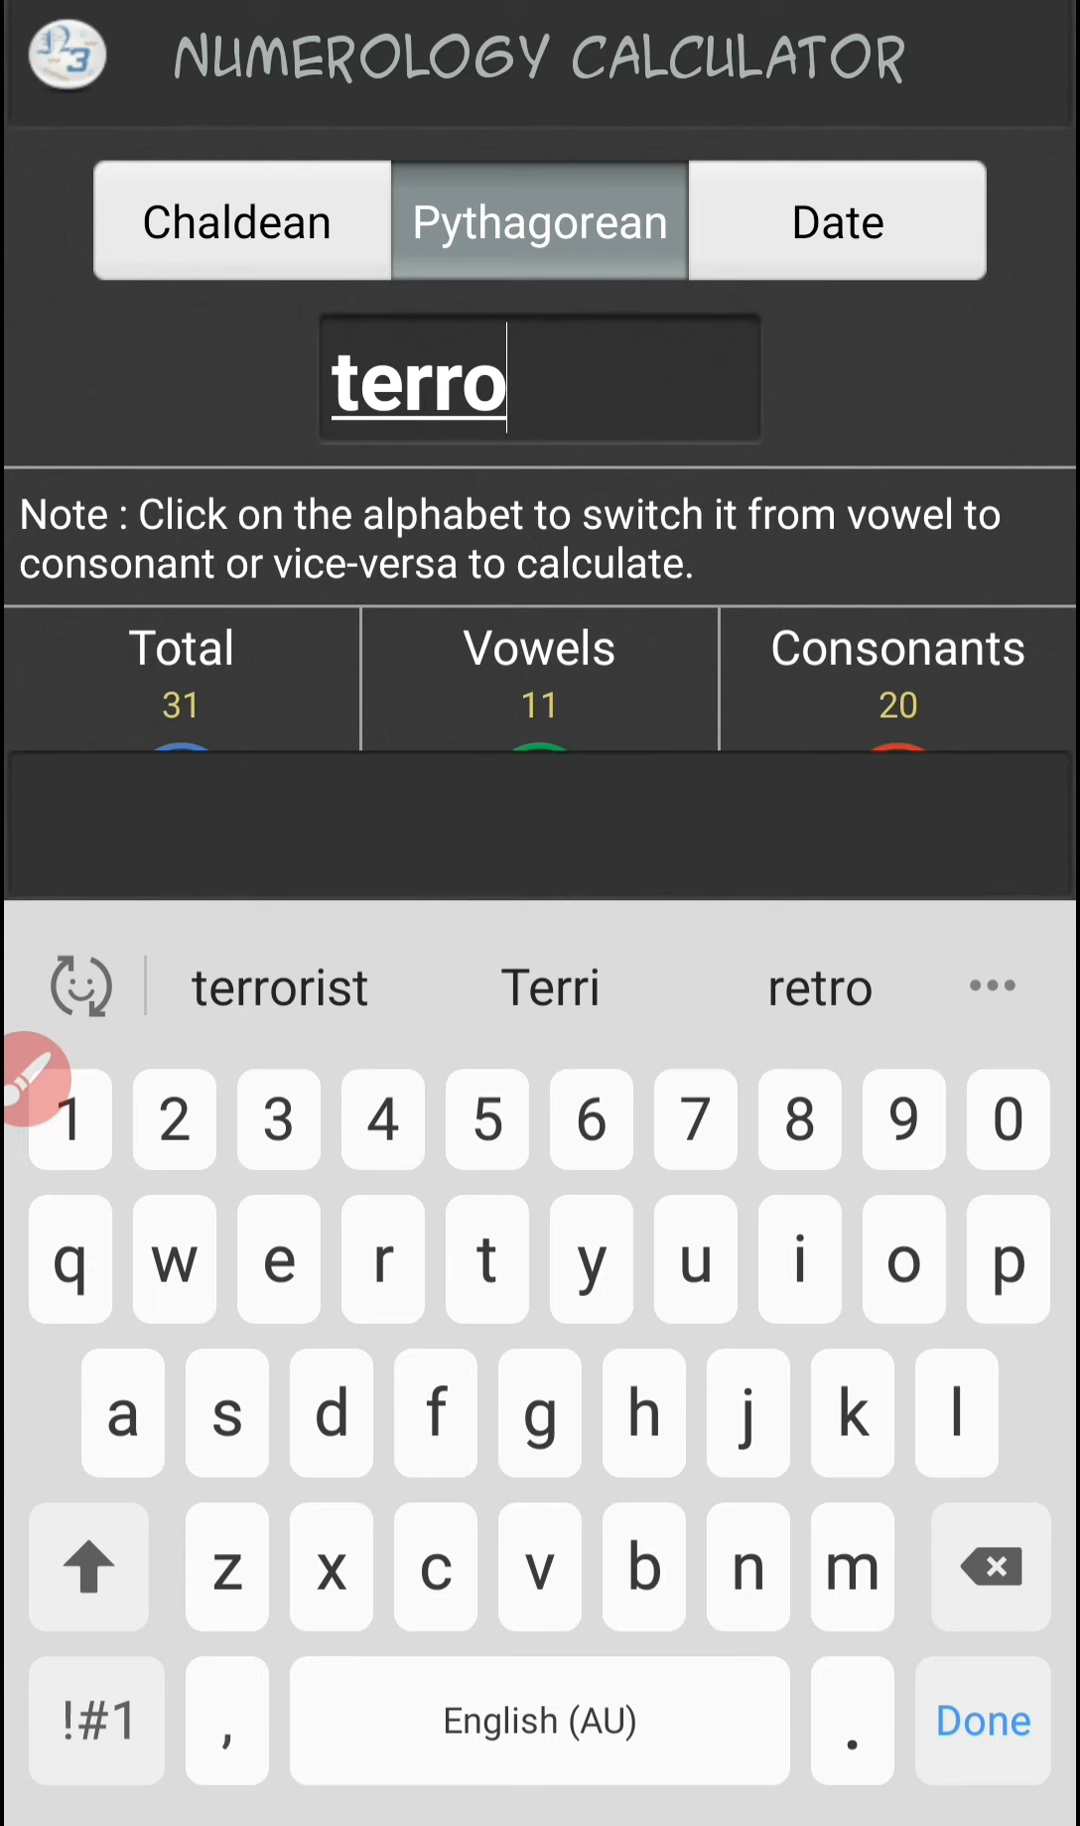 NUMEROLOGY CALCULATOR
Chaldean Pythagorean Date
terro
Note : Click on the alphabet to switch it from vowel to
consonant or vice-versa to calculate.
Total Vowels Consonants
31 11 20
terrorist Terri retro ...
1 2 3 4 5 6 7 8 9 0
q w e r t y u i o p
a s d f g h j k l
z x c v b n m
!#1 , English (AU) . Done